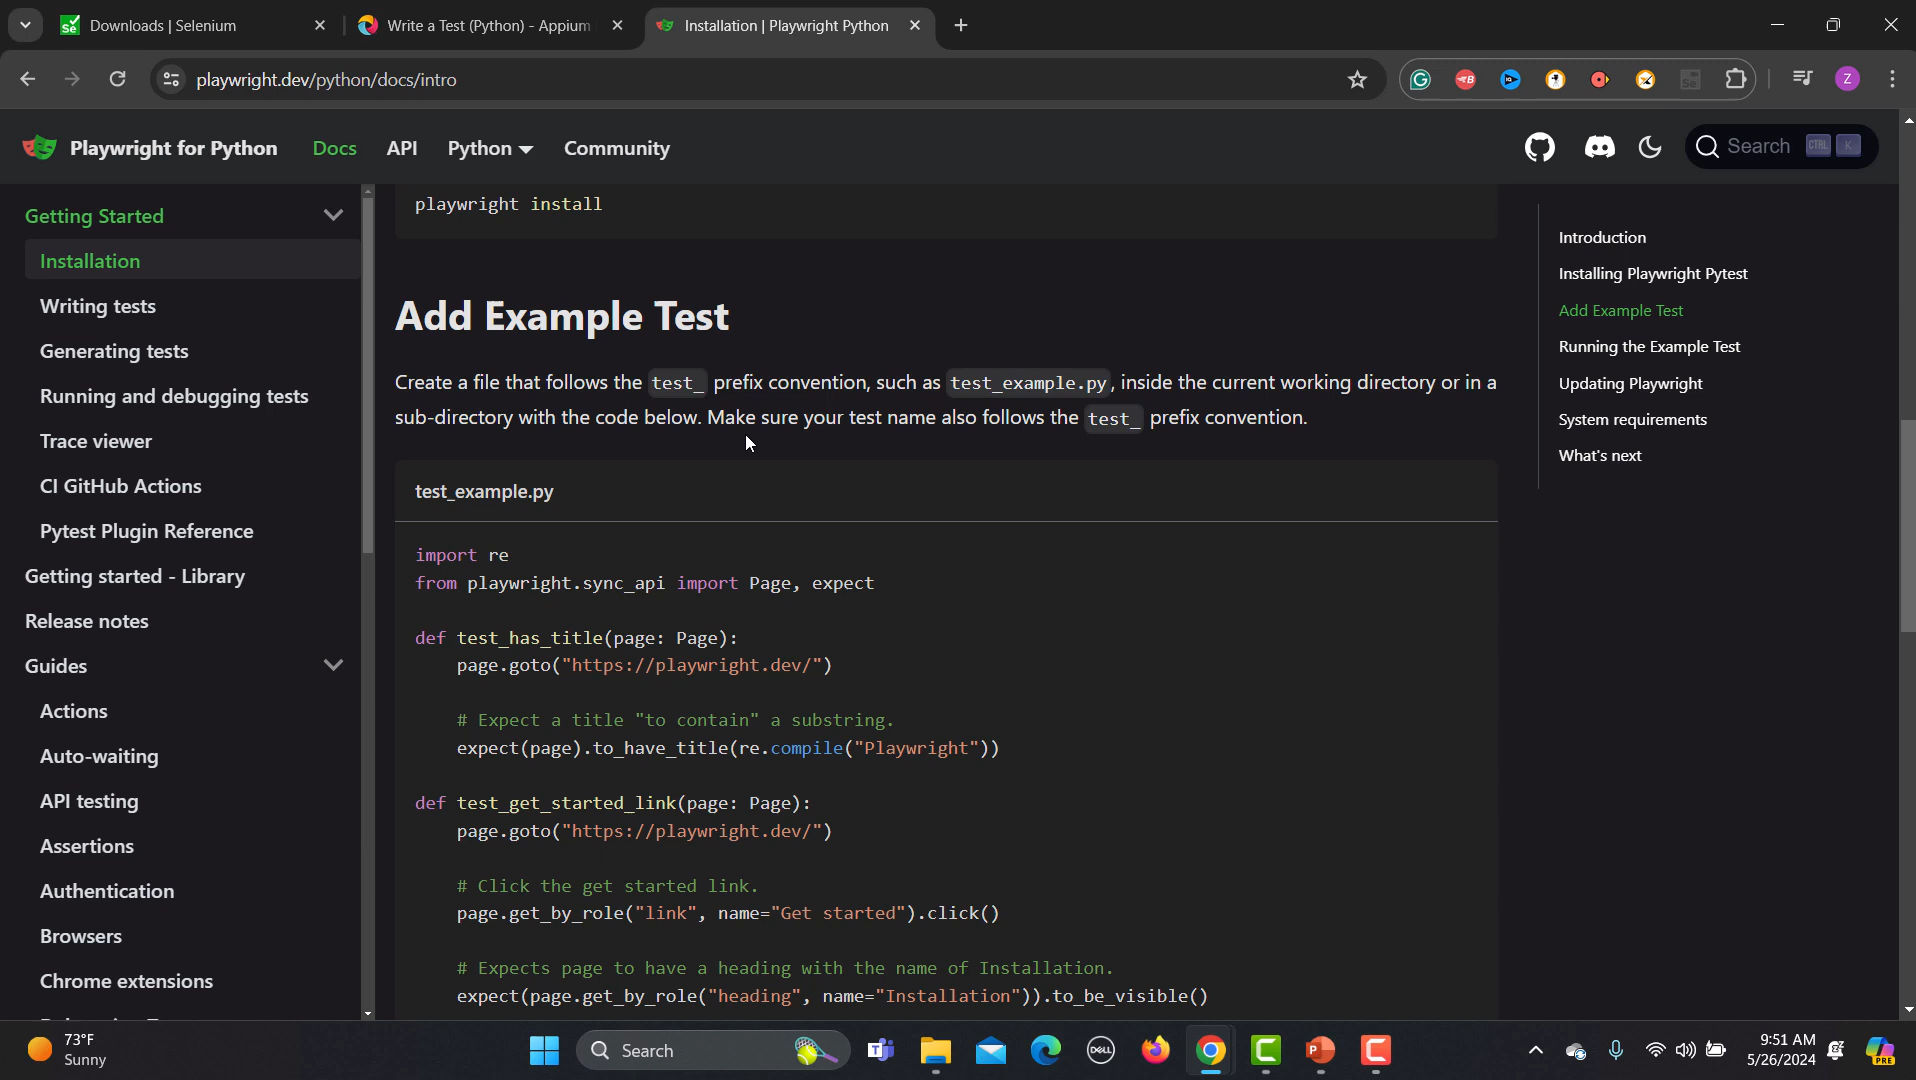 Downloads | Selenium
Write a Test (Python) - Appium
Installation | Playwright Python
playwright.dev/python/docs/intro
Z
Playwright for Python
Docs
API
Python
Community
Search
CTRL
K
Getting Started
Installation
Writing tests
Generating tests
Running and debugging tests
Trace viewer
CI GitHub Actions
Pytest Plugin Reference
Getting started - Library
Release notes
Guides
Actions
Auto-waiting
API testing
Assertions
Authentication
Browsers
Chrome extensions
playwright install
Add Example Test
Create a file that follows the test_ prefix convention, such as test_example.py, inside the current working directory or in a
sub-directory with the code below. Make sure your test name also follows the test_ prefix convention.
test_example.py
import re
from playwright.sync_api import Page, expect
def test_has_title(page: Page):
page.goto("https://playwright.dev/")
# Expect a title "to contain" a substring.
expect(page).to_have_title(re.compile("Playwright"))
def test_get_started_link(page: Page):
page.goto("https://playwright.dev/")
# Click the get started link.
page.get_by_role("link", name="Get started").click()
# Expects page to have a heading with the name of Installation.
expect(page.get_by_role("heading", name="Installation")).to_be_visible()
Introduction
Installing Playwright Pytest
Add Example Test
Running the Example Test
Updating Playwright
System requirements
What's next
73°F
Sunny
Search
DELL
9:51 AM
5/26/2024
PRE